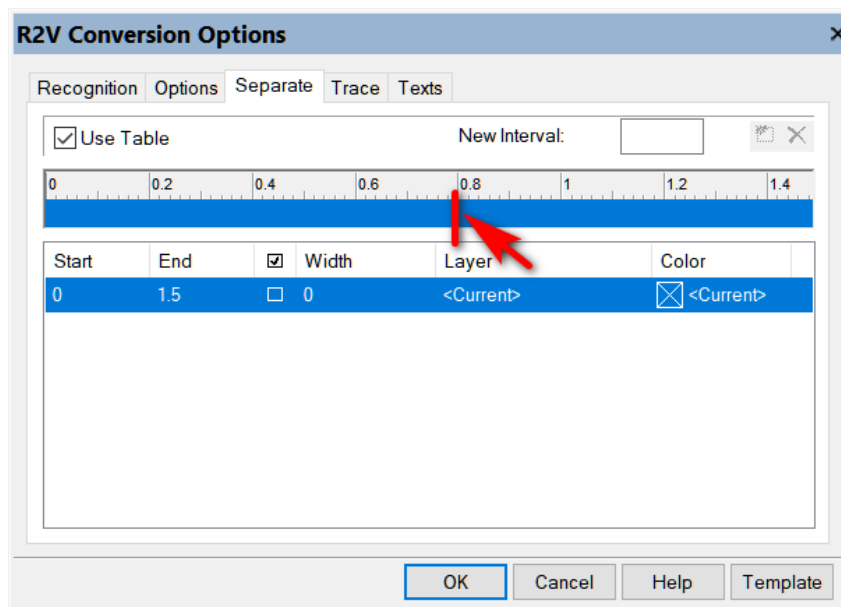 R2V Conversion Options
Recognition Options Separate Trace Texts
Use Table New Interval:
0 0.2 0.4 0.6 0.8 1 1.2 1.4
Start End Width Layer Color
0 1.5 0 <Current> <Current>
OK Cancel Help Template